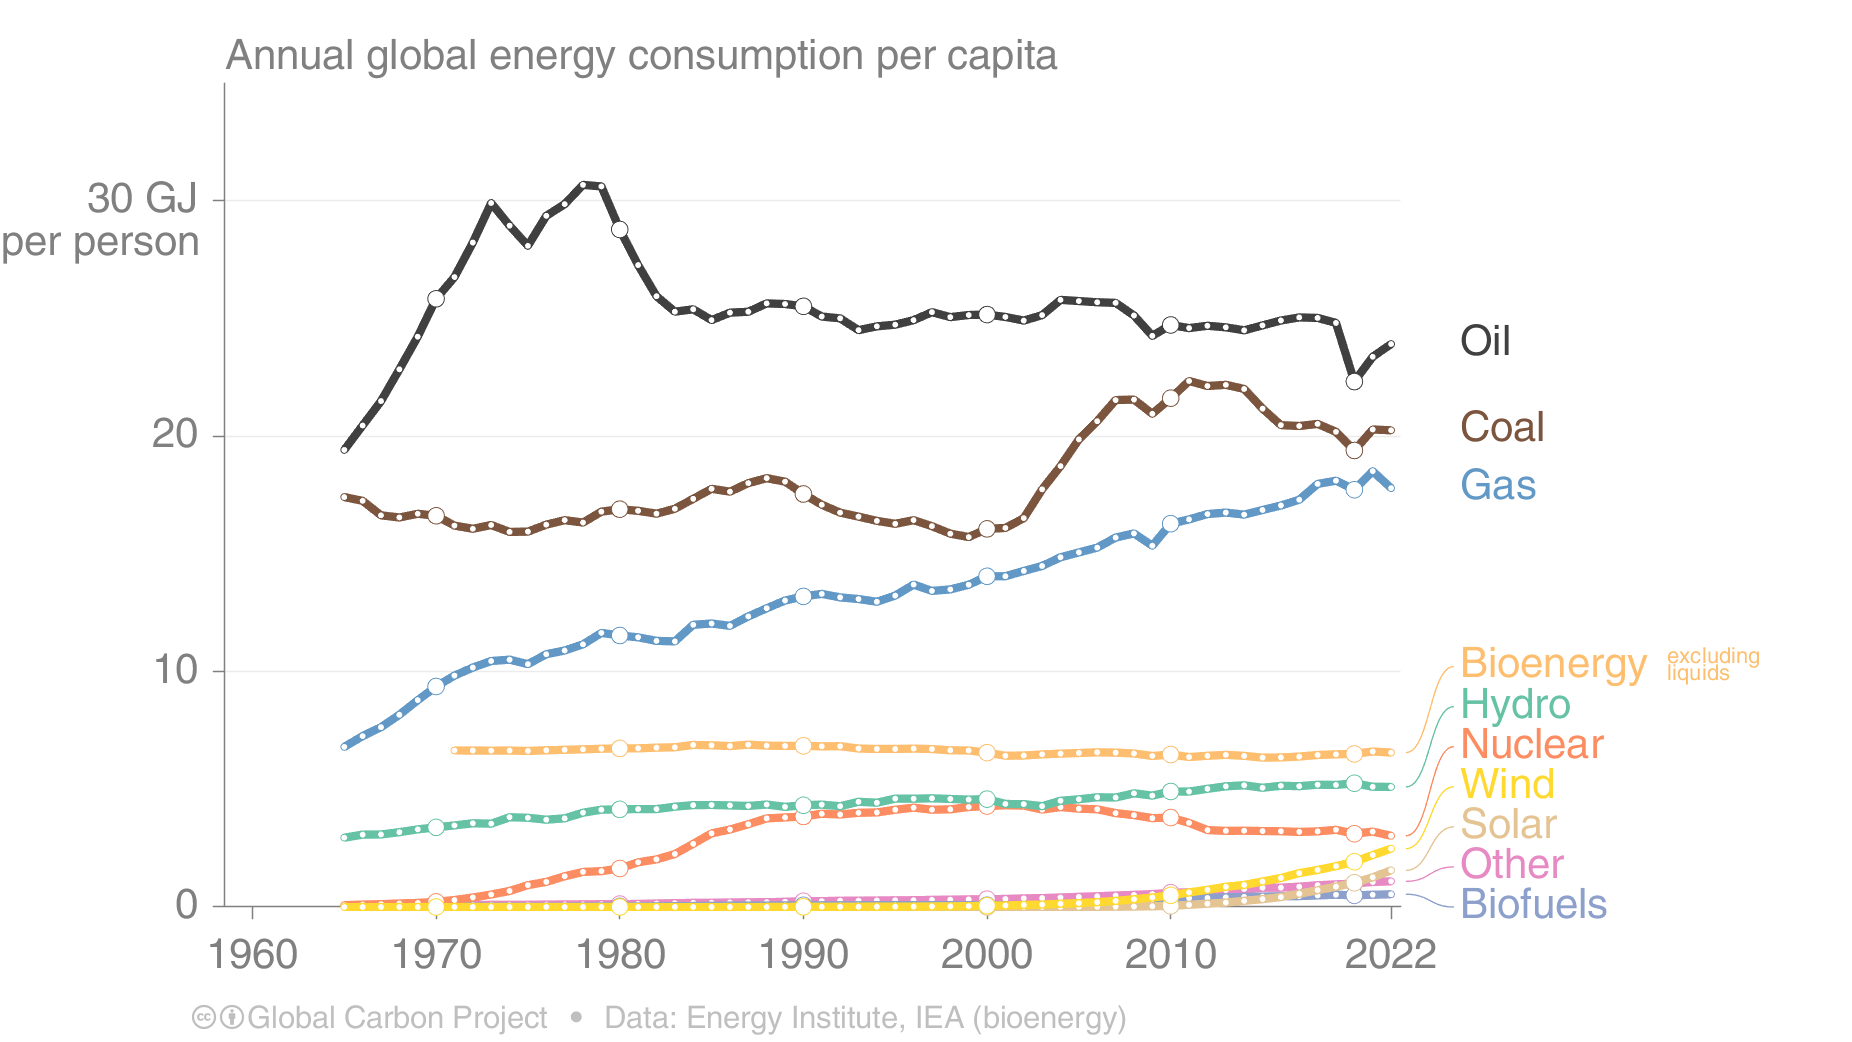 Annual global energy consumption per capita
30 GJ
per person
20
10
0
Oil
Coal
Gas
Bioenergy excluding
liquids
Hydro
Nuclear
Wind
Solar
Other
Biofuels
1960 1970 1980 1990 2000 2010 2022
cc Global Carbon Project • Data: Energy Institute, IEA (bioenergy)